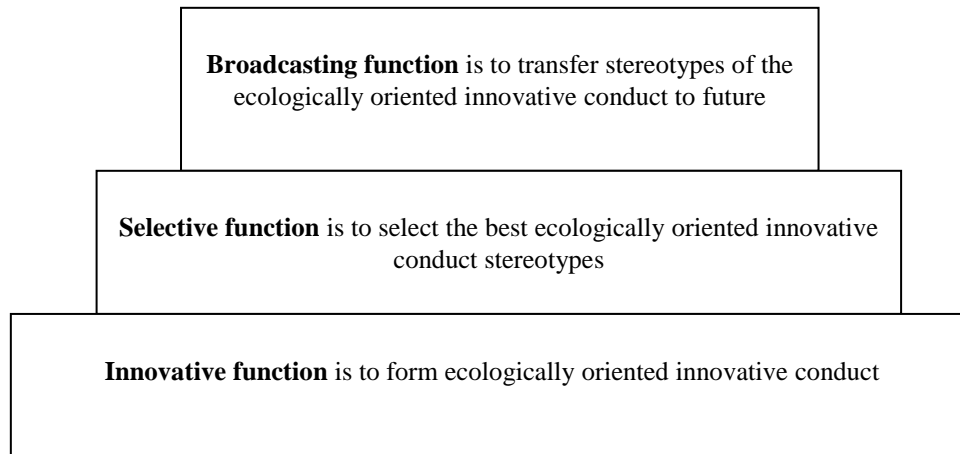 Broadcasting function is to transfer stereotypes of the
ecologically oriented innovative conduct to future
Selective function is to select the best ecologically oriented innovative
conduct stereotypes
Innovative function is to form ecologically oriented innovative conduct